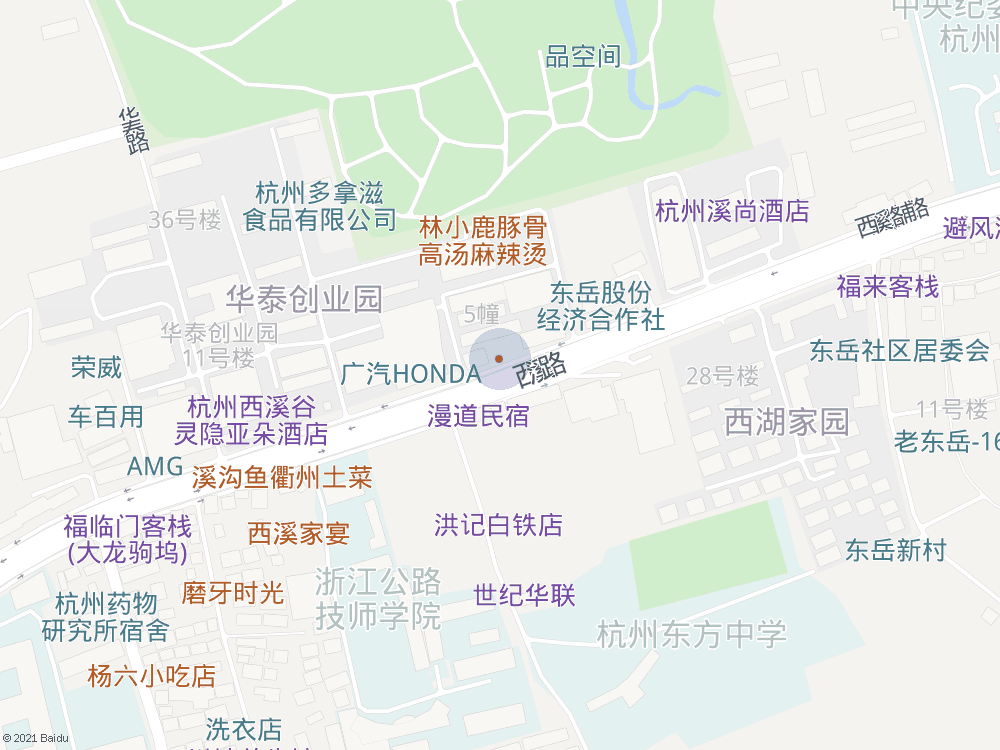 中央纪委
杭州
品空间
华泰路
杭州多拿滋
食品有限公司
36号楼
林小鹿豚骨
高汤麻辣烫
杭州溪尚酒店
西溪路辅路
福来客栈
华泰创业园
5幢
东岳股份
经济合作社
华泰创业园
11号楼
荣威
广汽HONDA
西溪路
28号楼
东岳社区居委会
车百用
杭州西溪谷
灵隐亚朵酒店
漫道民宿
西湖家园
11号楼
老东岳-16
AMG
溪沟鱼衢州土菜
福临门客栈
(大龙驹坞)
西溪家宴
洪记白铁店
东岳新村
浙江公路
技师学院
磨牙时光
世纪华联
杭州药物
研究所宿舍
杭州东方中学
杨六小吃店
洗衣店
© 2021 Baidu